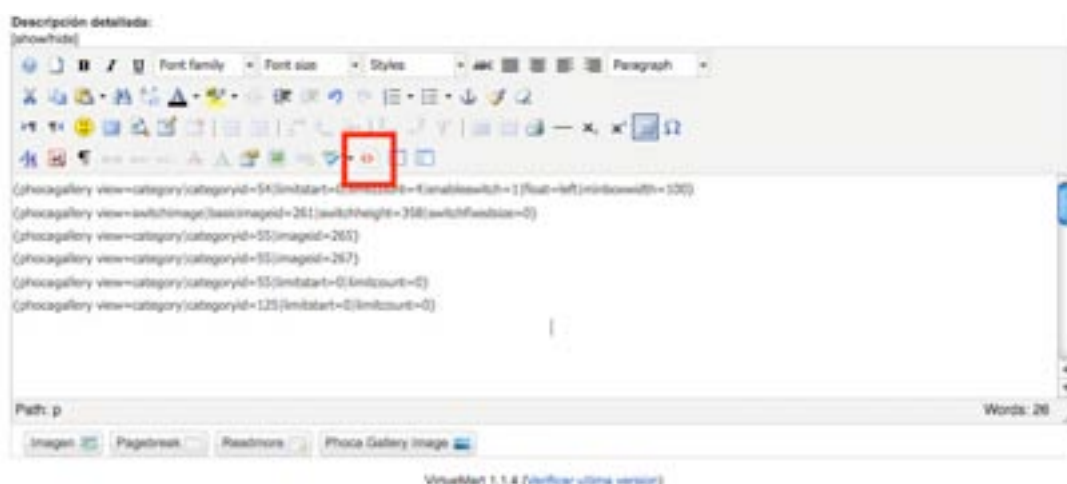 Descripción detallada:
[show/hide]
B I U Font family Font size Styles ABC Paragraph
{phocagallery view=category|categoryid=54|limitstart=0|limitcount=4|enableswitch=1|float=left|minboxwidth=100}
{phocagallery view=switchimage|basicimageid=261|switchheight=358|switchfixedsize=0}
{phocagallery view=category|categoryid=55|imageid=265}
{phocagallery view=category|categoryid=55|imageid=267}
{phocagallery view=category|categoryid=55|limitstart=0|limitcount=0}
{phocagallery view=category|categoryid=125|limitstart=0|limitcount=0}
Path: p Words: 26
Imagen Pagebreak Readmore Phoca Gallery Image
VirtueMart 1.1.4 (Verificar ultima version)